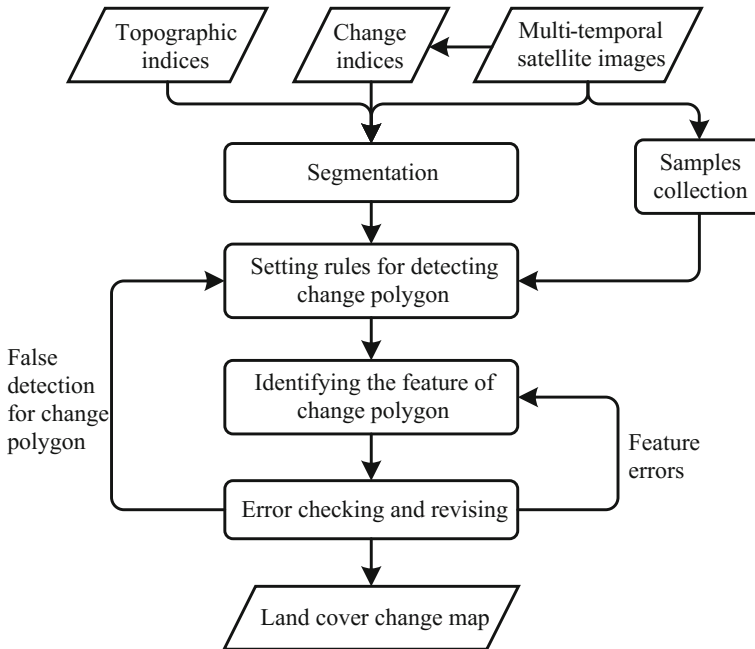 Topographic
indices
Change
indices
Multi-temporal
satellite images
Segmentation
Samples
collection
Setting rules for detecting
change polygon
False
detection
for change
polygon
Identifying the feature of
change polygon
Feature
errors
Error checking and revising
Land cover change map